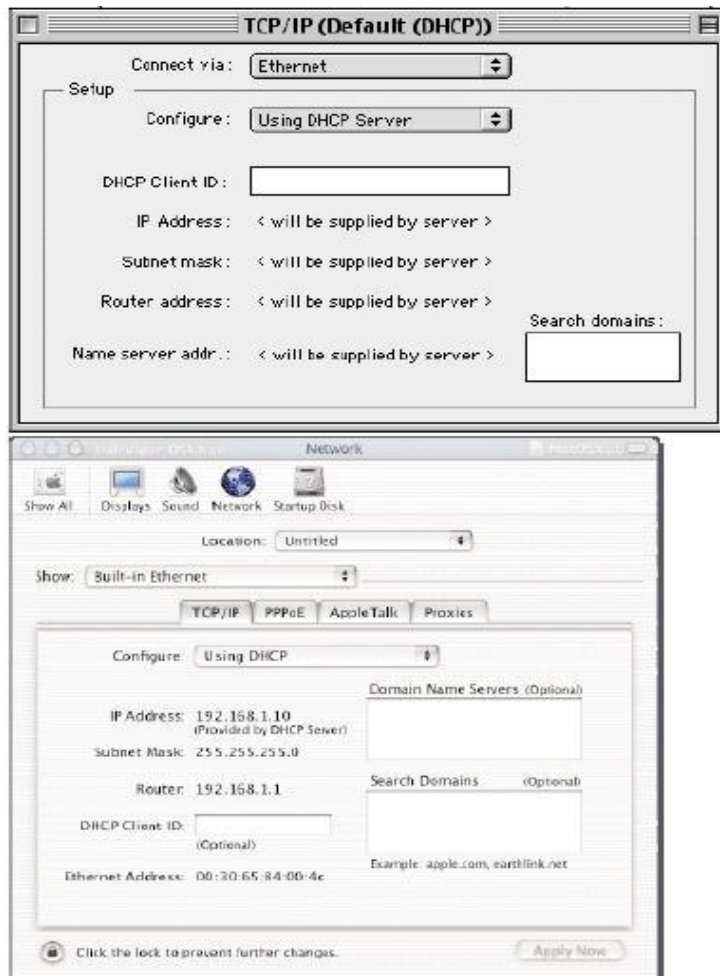 TCP/IP (Default (DHCP))
Connect via: Ethernet
Setup
Configure: Using DHCP Server
DHCP Client ID:
IP Address: < will be supplied by server >
Subnet mask: < will be supplied by server >
Router address: < will be supplied by server >
Search domains:
Name server addr.: < will be supplied by server >
Network
Show All Displays Sound Network Startup Disk
Location: Untitled
Show: Built-in Ethernet
TCP/IP PPPoE AppleTalk Proxies
Configure: Using DHCP
Domain Name Servers (Optional)
IP Address: 192.168.1.10
(Provided by DHCP Server)
Subnet Mask: 255.255.255.0
Router: 192.168.1.1
Search Domains (Optional)
DHCP Client ID:
(Optional)
Example: apple.com, earthlink.net
Ethernet Address: 00:30:65:84:00:4c
Click the lock to prevent further changes.
Apply Now